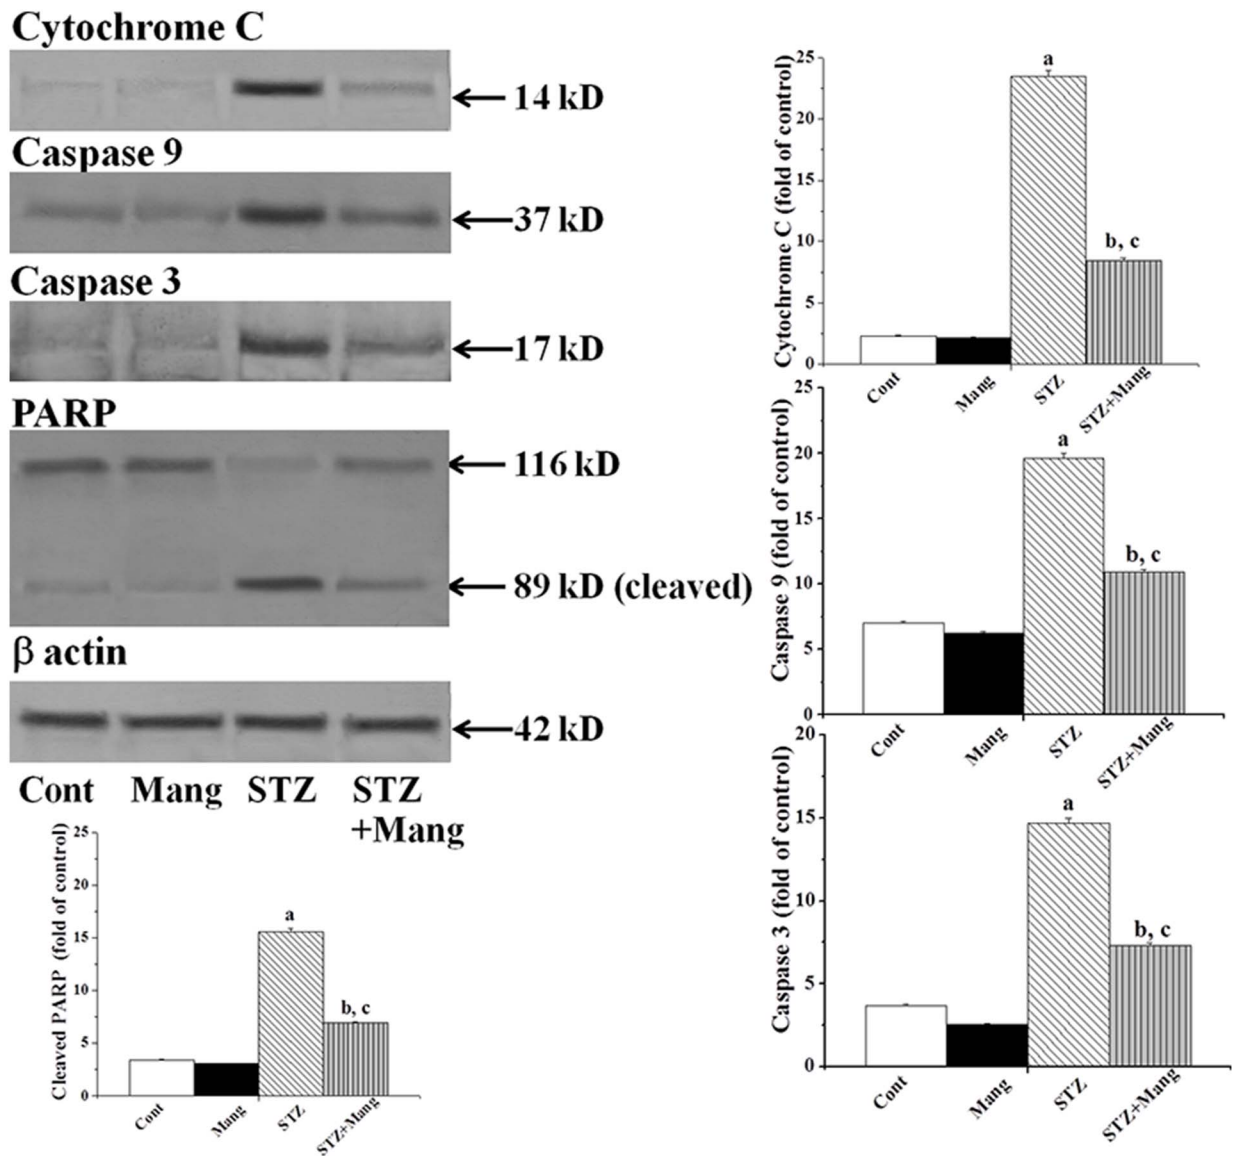 Cytochrome C
14 kD
Caspase 9
37 kD
Caspase 3
17 kD
PARP
116 kD
89 kD (cleaved)
β actin
42 kD
Cont Mang STZ STZ
+Mang
Cleaved PARP (fold of control)
25
20
15
10
5
0
a
b, c
Cont
Mang
STZ
STZ+Mang
Cytochrome C (fold of control)
25
20
15
10
5
0
a
b, c
Cont
Mang
STZ
STZ+Mang
Caspase 9 (fold of control)
25
20
15
10
5
0
a
b, c
Cont
Mang
STZ
STZ+Mang
Caspase 3 (fold of control)
20
15
10
5
0
a
b, c
Cont
Mang
STZ
STZ+Mang